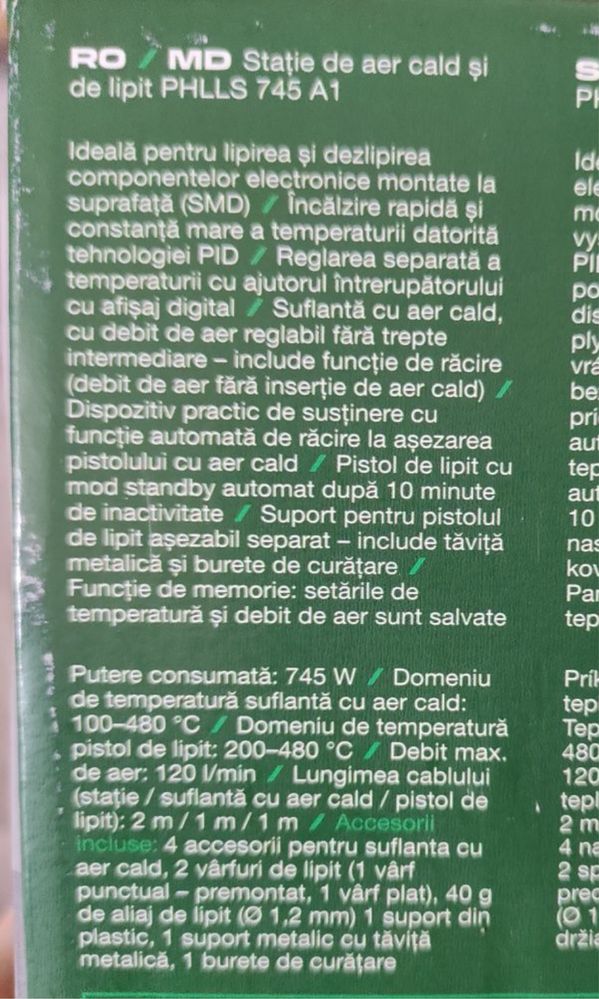 RO / MD Stație de aer cald și
de lipit PHLLS 745 A1
Ideală pentru lipirea și dezlipirea
componentelor electronice montate la
suprafață (SMD) / Încălzire rapidă și
constanță mare a temperaturii datorită
tehnologiei PID / Reglarea separată a
temperaturii cu ajutorul întrerupătorului
cu afișaj digital / Suflantă cu aer cald,
cu debit de aer reglabil fără trepte
intermediare – include funcție de răcire
(debit de aer fără inserție de aer cald) /
Dispozitiv practic de susținere cu
funcție automată de răcire la așezarea
pistolului cu aer cald / Pistol de lipit cu
mod standby automat după 10 minute
de inactivitate / Suport pentru pistolul
de lipit așezabil separat – include tăviță
metalică și burete de curățare /
Funcție de memorie: setările de
temperatură și debit de aer sunt salvate
Putere consumată: 745 W / Domeniu
de temperatură suflantă cu aer cald:
100–480 °C / Domeniu de temperatură
pistol de lipit: 200–480 °C / Debit max.
de aer: 120 l/min / Lungimea cablului
(stație / suflantă cu aer cald / pistol de
lipit): 2 m / 1 m / 1 m / Accesorii
incluse: 4 accesorii pentru suflanta cu
aer cald, 2 vârfuri de lipit (1 vârf
punctual – premontat, 1 vârf plat), 40 g
de aliaj de lipit (Ø 1,2 mm) 1 suport din
plastic, 1 suport metalic cu tăviță
metalică, 1 burete de curățare